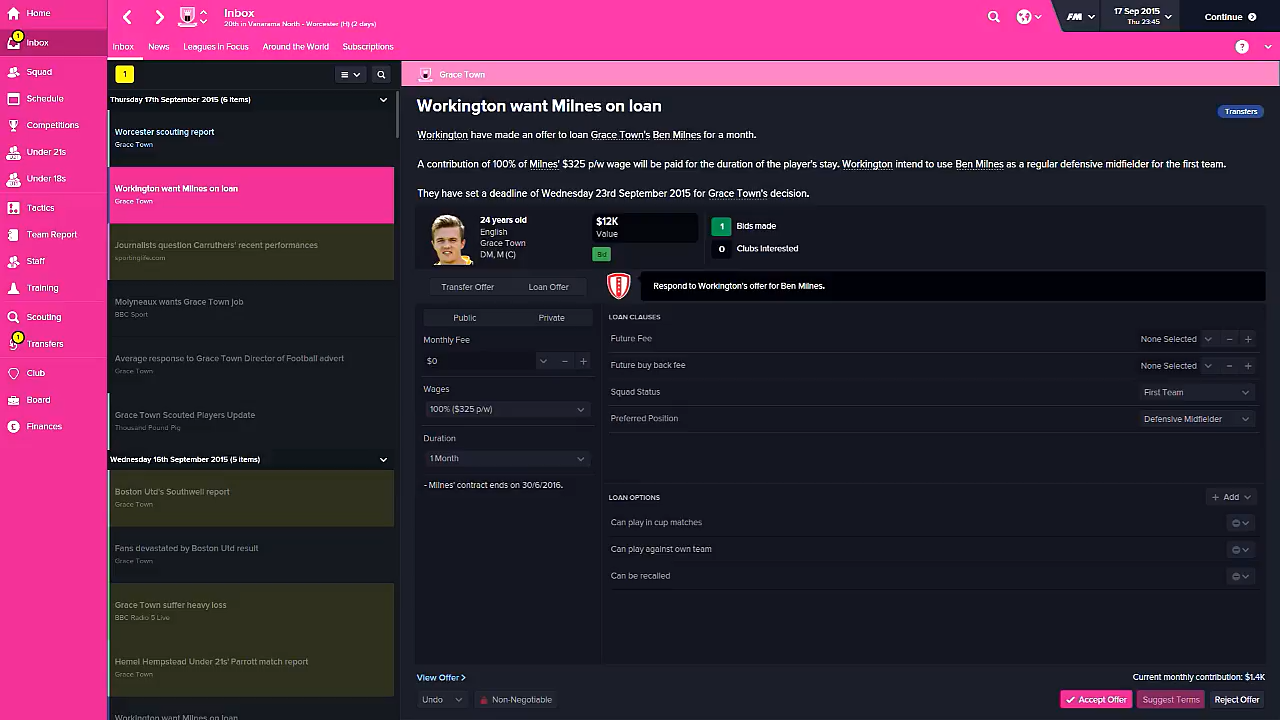 Home
Inbox
20th in Vanarama North - Worcester (H) (2 days)
FM
17 Sep 2015
Thu 23:45
Continue
1
Inbox
Inbox
News
Leagues in Focus
Around the World
Subscriptions
?
Squad
Schedule
Competitions
Under 21s
Under 18s
Tactics
Team Report
Staff
Training
Scouting
1
Transfers
Club
Board
Finances
1
Thursday 17th September 2015 (6 items)
Worcester scouting report
Grace Town
Workington want Milnes on loan
Grace Town
Journalists question Carruthers' recent performances
sportinglife.com
Molyneaux wants Grace Town job
BBC Sport
Average response to Grace Town Director of Football advert
Grace Town
Grace Town Scouted Players Update
Thousand Pound Pig
Wednesday 16th September 2015 (5 items)
Boston Utd's Southwell report
Grace Town
Fans devastated by Boston Utd result
Grace Town
Grace Town suffer heavy loss
BBC Radio 5 Live
Hemel Hempstead Under 21s' Parrott match report
Grace Town
Workington want Milnes on loan
Grace Town
Workington want Milnes on loan
Transfers
Workington have made an offer to loan Grace Town's Ben Milnes for a month.
A contribution of 100% of Milnes' $325 p/w wage will be paid for the duration of the player's stay. Workington intend to use Ben Milnes as a regular defensive midfielder for the first team.
They have set a deadline of Wednesday 23rd September 2015 for Grace Town's decision.
24 years old
English
Grace Town
DM, M (C)
$12K
Value
Bid
1 Bids made
0 Clubs Interested
Transfer Offer
Loan Offer
Respond to Workington's offer for Ben Milnes.
Public
Private
Monthly Fee
$0
Wages
100% ($325 p/w)
Duration
1 Month
- Milnes' contract ends on 30/6/2016.
LOAN CLAUSES
Future Fee
None Selected
Future buy back fee
None Selected
Squad Status
First Team
Preferred Position
Defensive Midfielder
LOAN OPTIONS
Add
Can play in cup matches
Can play against own team
Can be recalled
View Offer >
Current monthly contribution: $1.4K
Undo
Non-Negotiable
Accept Offer
Suggest Terms
Reject Offer